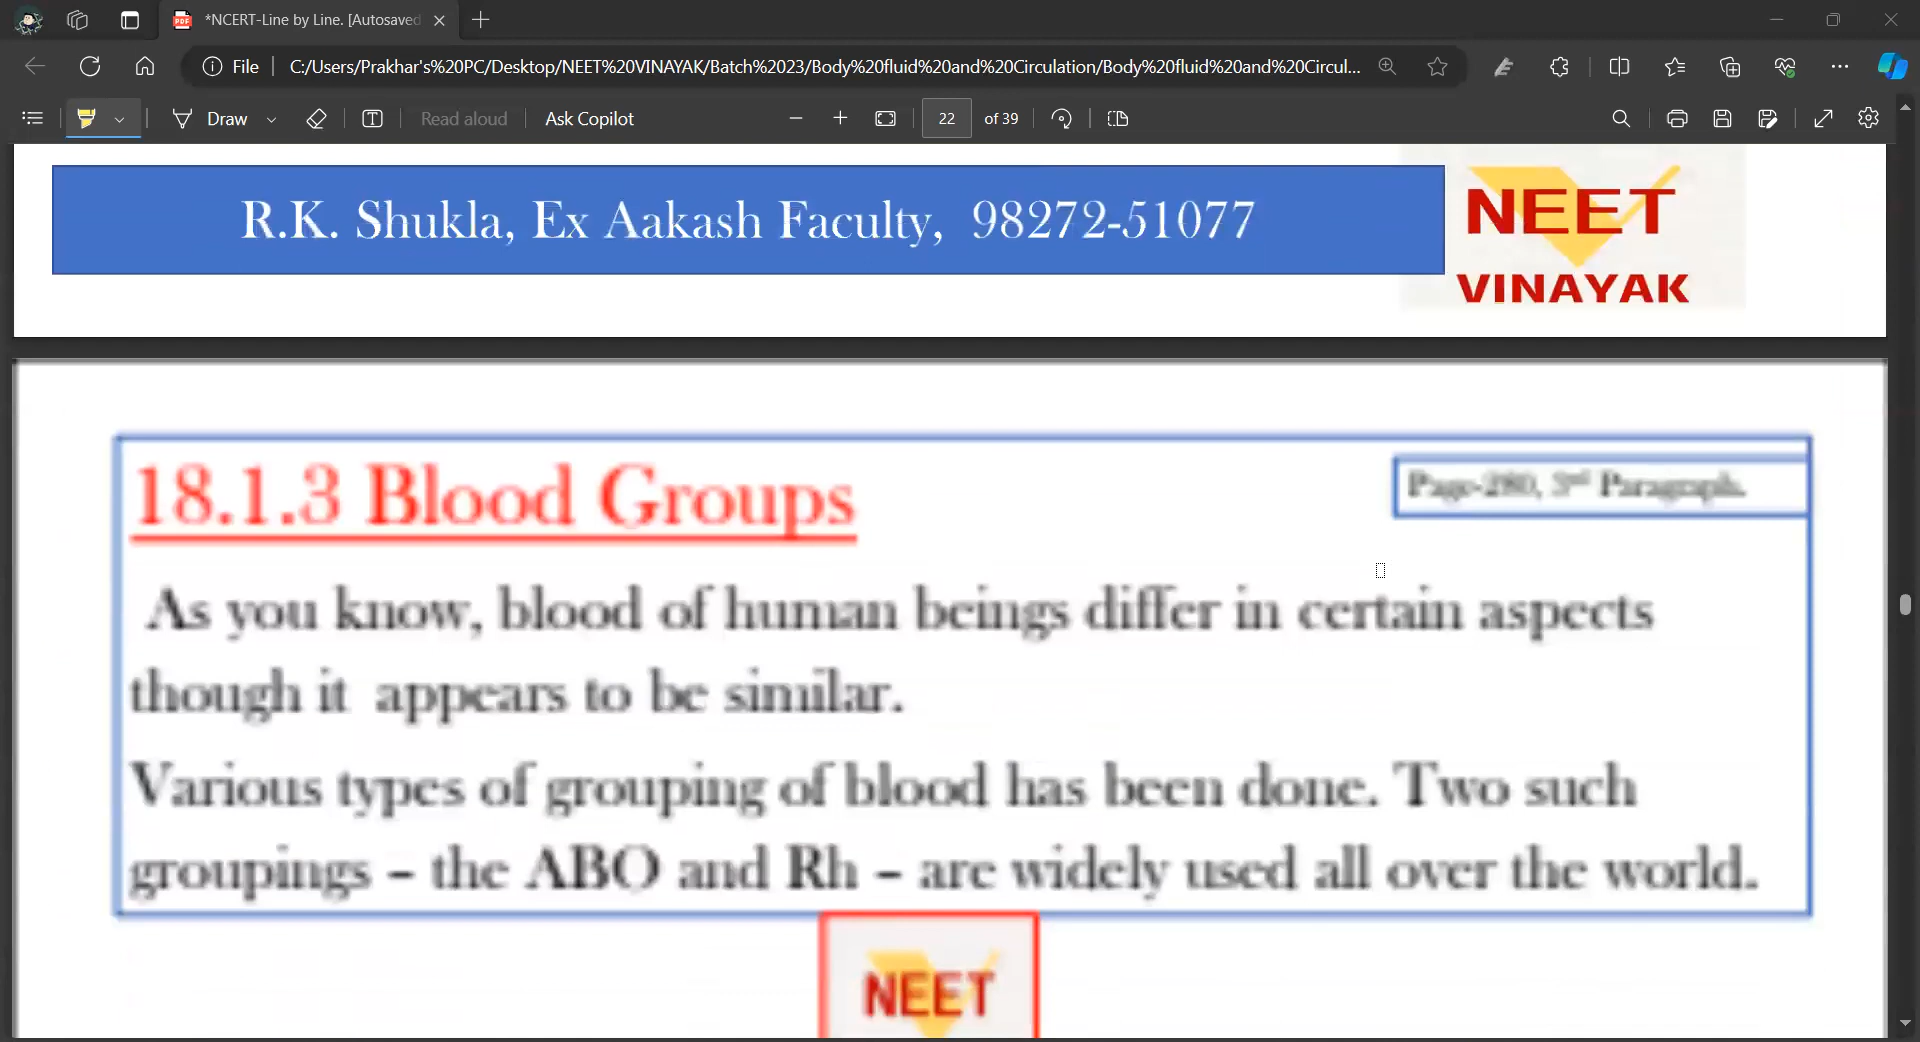 *NCERT-Line by Line. [Autosaved
File
C:/Users/Prakhar's%20PC/Desktop/NEET%20VINAYAK/Batch%2023/Body%20fluid%20and%20Circulation/Body%20fluid%20and%20Circul...
Draw
Read aloud
Ask Copilot
22 of 39
R.K. Shukla, Ex Aakash Faculty, 98272-51077
NEET
VINAYAK
18.1.3 Blood Groups
Page-280, 3rd Paragraph.
As you know, blood of human beings differ in certain aspects
though it appears to be similar.
Various types of grouping of blood has been done. Two such
groupings – the ABO and Rh – are widely used all over the world.
NEET